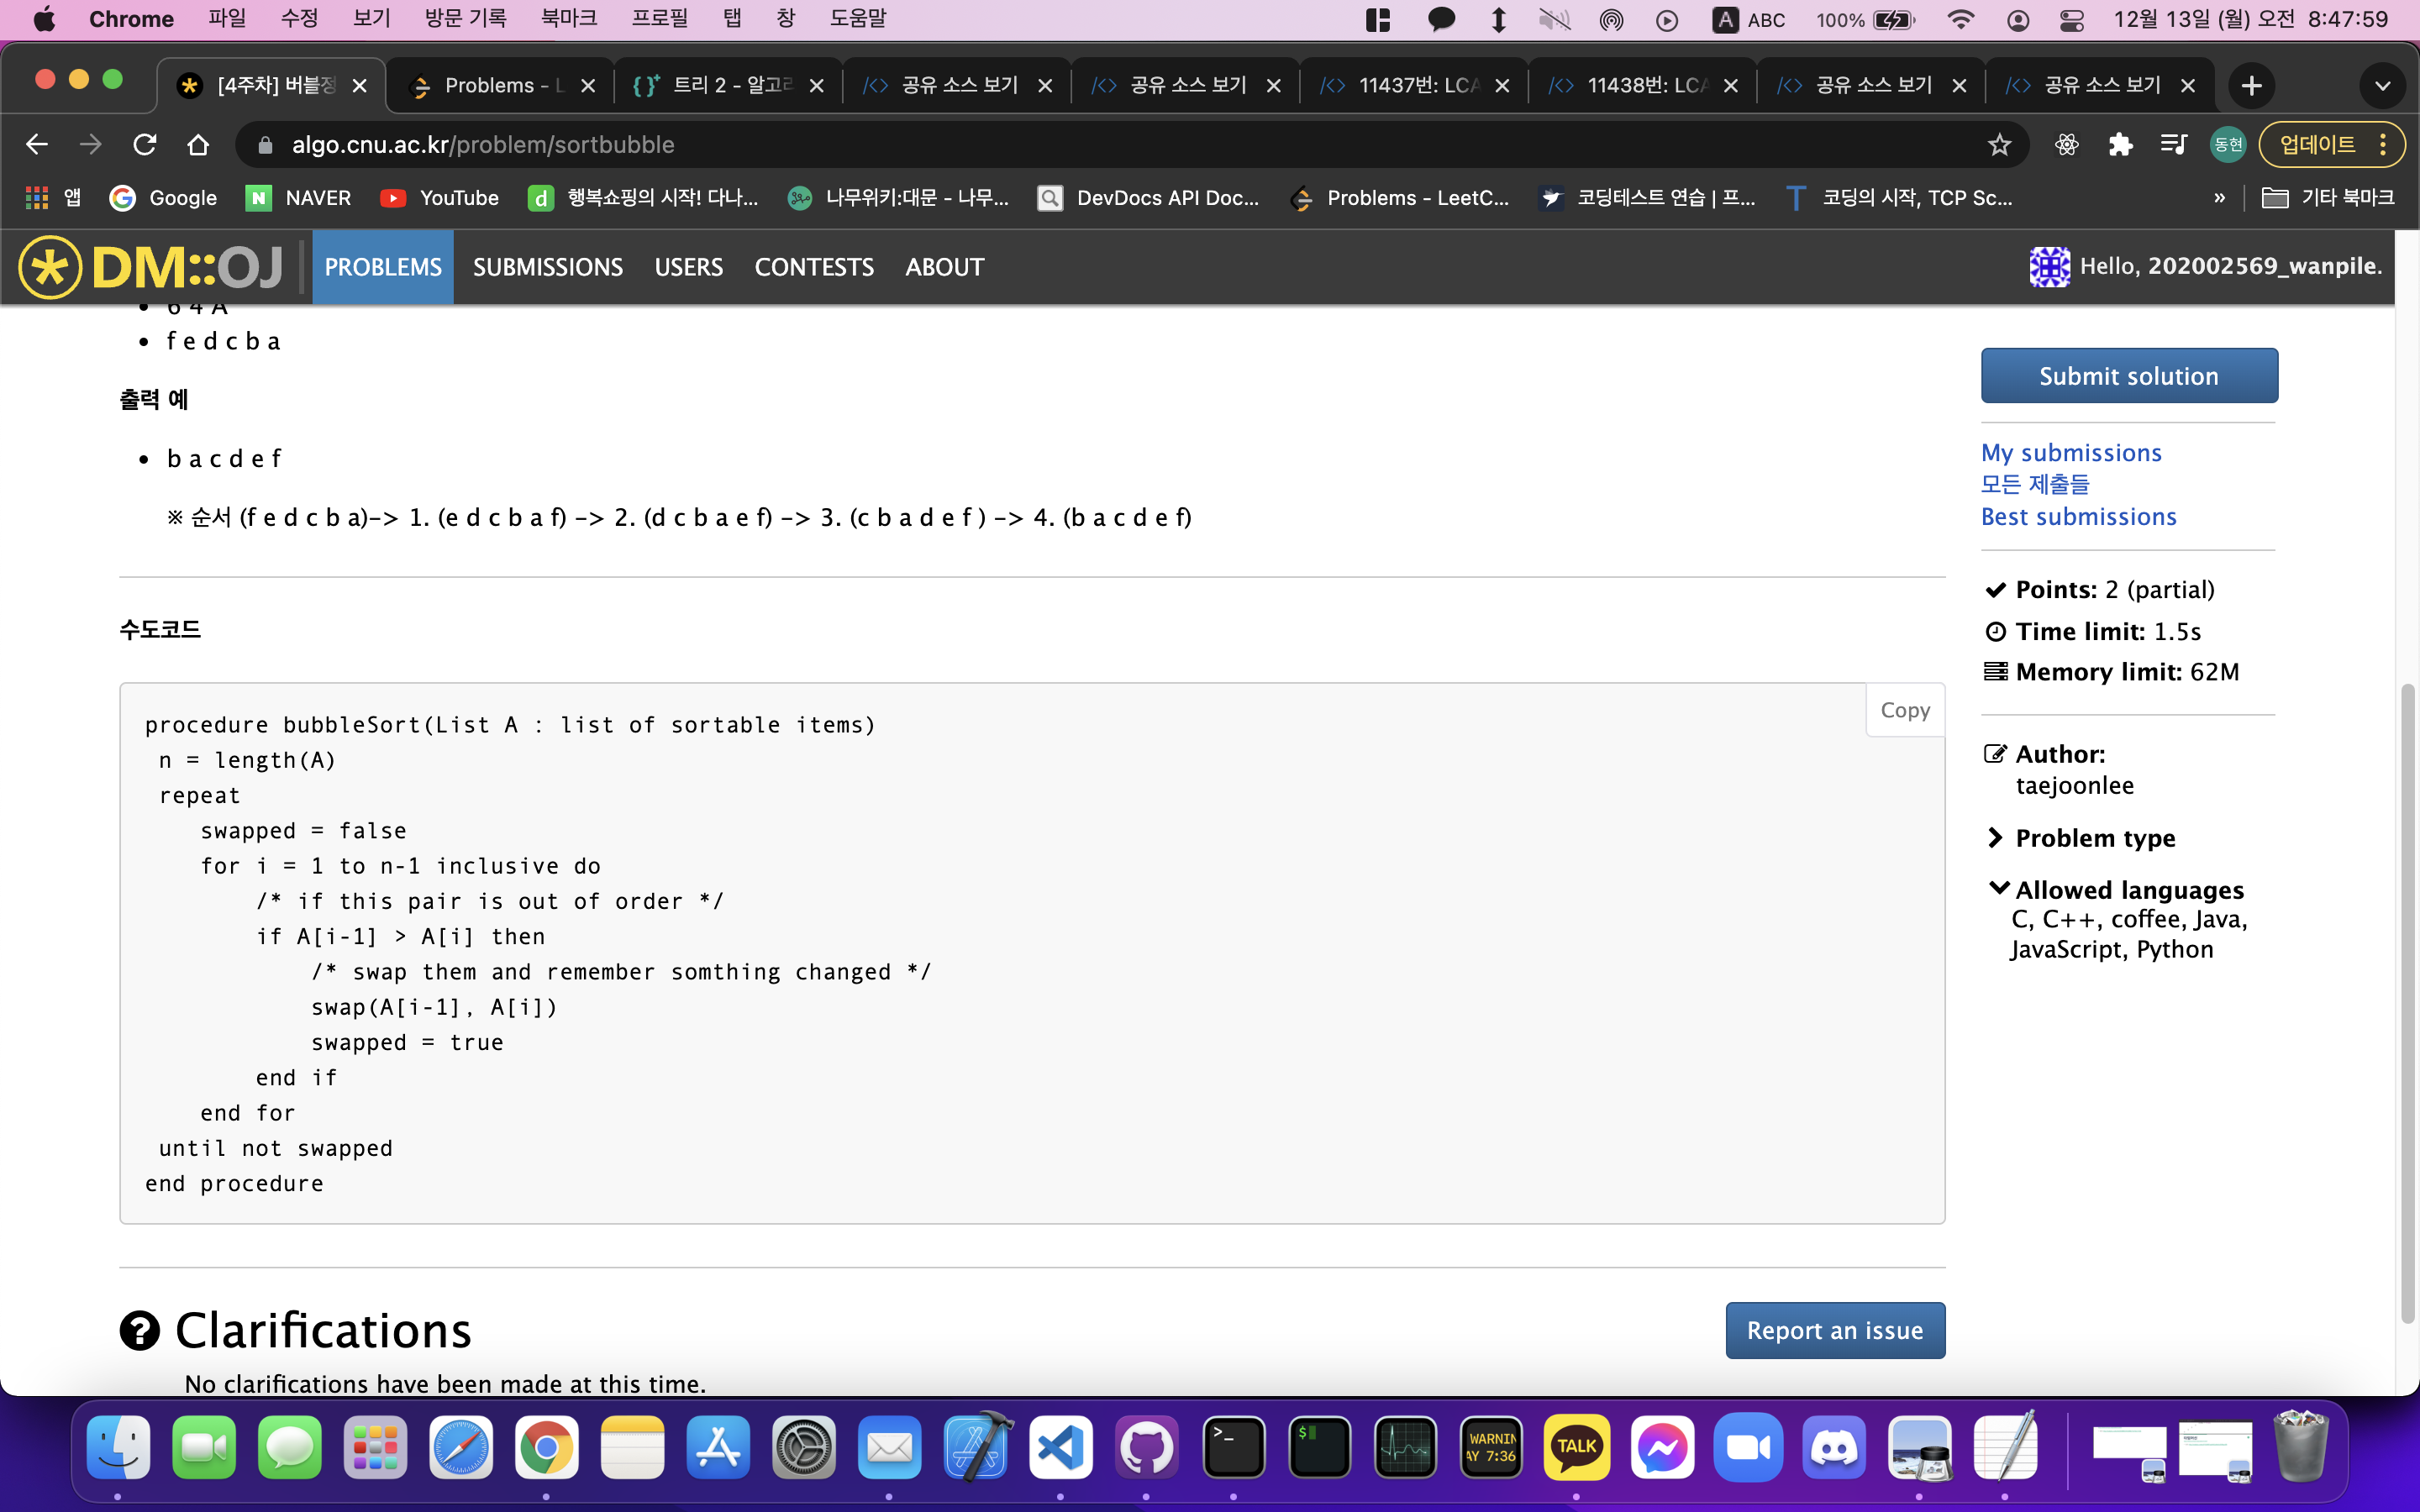 Chrome 파일 수정 보기 방문 기록 북마크 프로필 탭 창 도움말 A ABC 100% 12월 13일 (월) 오전 8:47:59
[4주차] 버블정 Problems - L {}+ 트리 2 - 알고리 공유 소스 보기 공유 소스 보기 11437번: LCA 11438번: LCA 공유 소스 보기 공유 소스 보기
algo.cnu.ac.kr/problem/sortbubble 동현 업데이트
앱 Google NAVER YouTube 행복쇼핑의 시작! 다나... 나무위키:대문 - 나무... DevDocs API Doc... Problems - LeetC... 코딩테스트 연습 | 프... 코딩의 시작, TCP Sc... » 기타 북마크
DM::OJ PROBLEMS SUBMISSIONS USERS CONTESTS ABOUT Hello, 202002569_wanpile.
• 6 4 A
• f e d c b a
출력 예
• b a c d e f
※ 순서 (f e d c b a)–> 1. (e d c b a f) –> 2. (d c b a e f) –> 3. (c b a d e f ) –> 4. (b a c d e f)
수도코드
Copy
procedure bubbleSort(List A : list of sortable items)
n = length(A)
repeat
swapped = false
for i = 1 to n-1 inclusive do
/* if this pair is out of order */
if A[i-1] > A[i] then
/* swap them and remember somthing changed */
swap(A[i-1], A[i])
swapped = true
end if
end for
until not swapped
end procedure
Clarifications
Report an issue
No clarifications have been made at this time.
Submit solution
My submissions
모든 제출들
Best submissions
Points: 2 (partial)
Time limit: 1.5s
Memory limit: 62M
Author:
taejoonlee
Problem type
Allowed languages
C, C++, coffee, Java,
JavaScript, Python
>_ $ WARNIN
AY 7:36 TALK